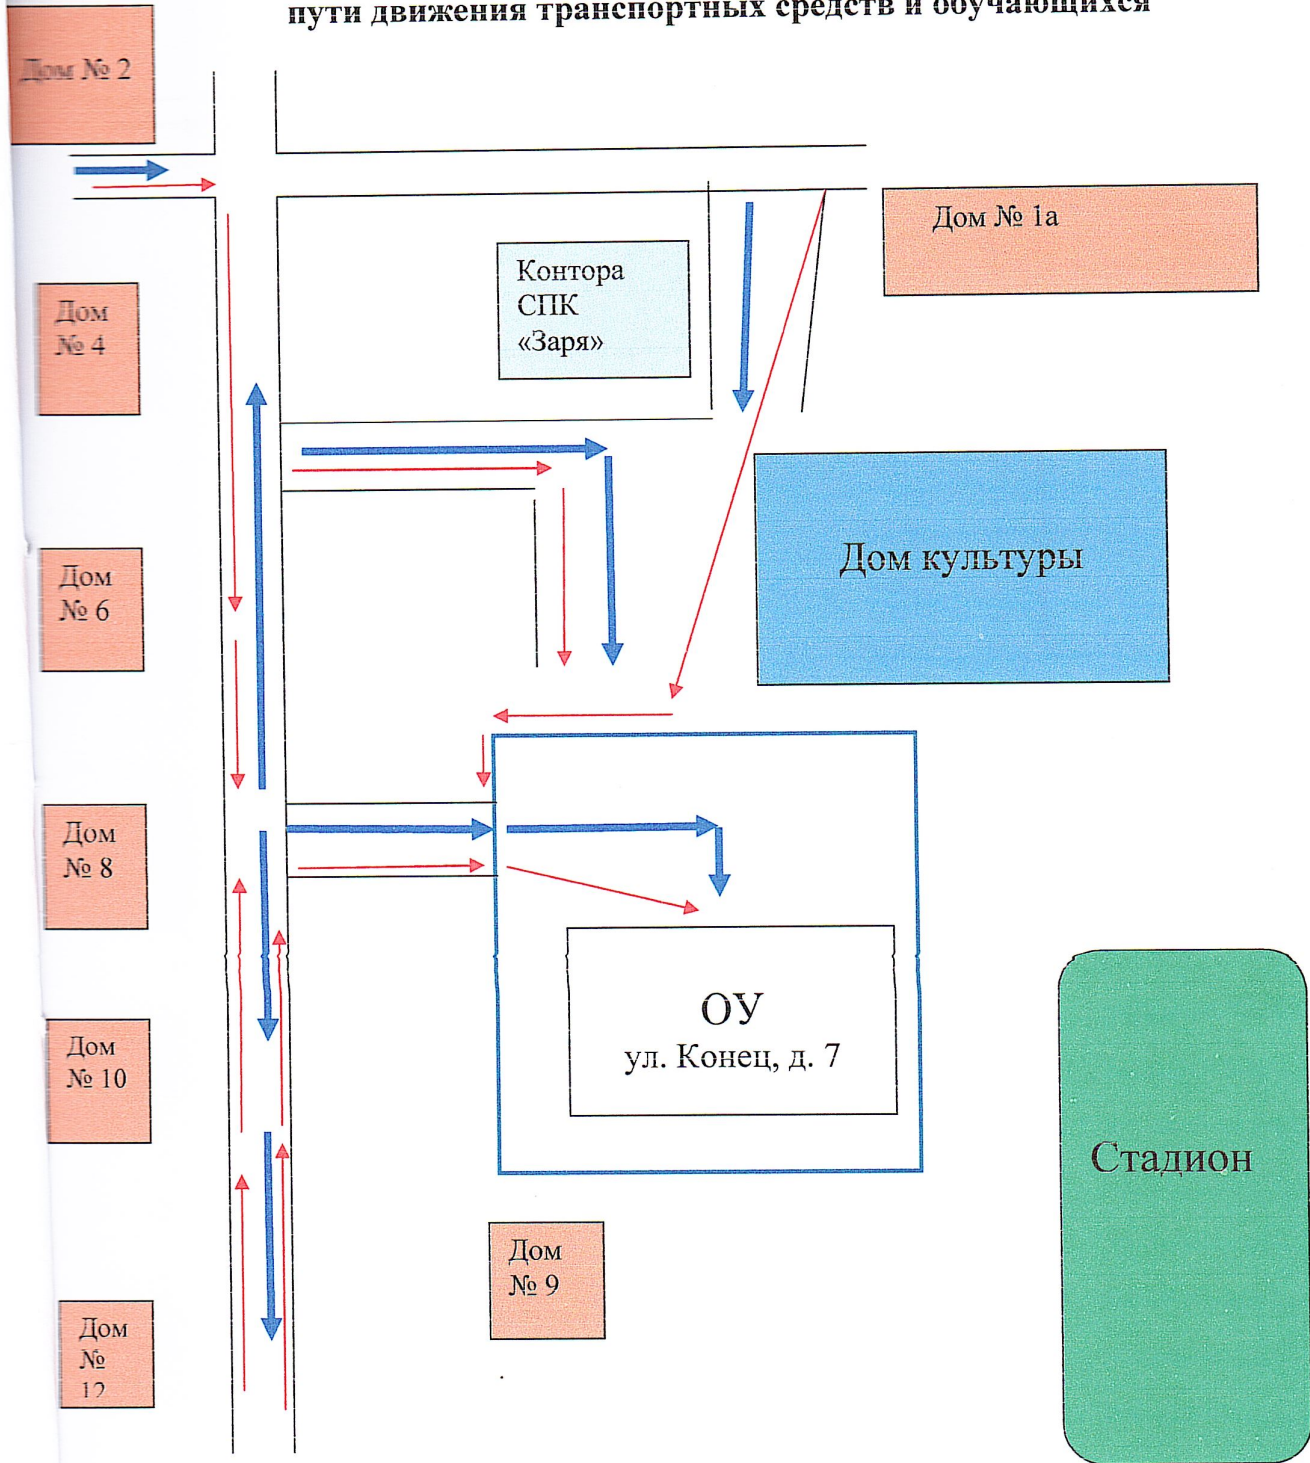 пути движения транспортных средств и обучающихся
Дом № 2
Дом № 1а
Контора
СПК
«Заря»
Дом
№ 4
Дом культуры
Дом
№ 6
Дом
№ 8
ОУ
ул. Конец, д. 7
Дом
№ 10
Стадион
Дом
№ 9
Дом
№
12